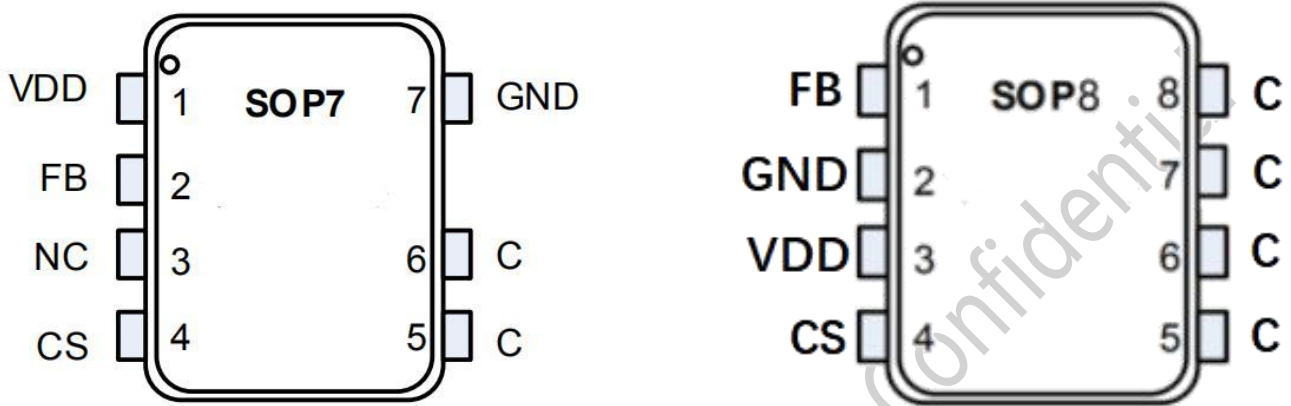 VDD 1 SOP7 7 GND
FB 2
NC 3 6 C
CS 4 5 C
FB 1 SOP8 8 C
GND 2 7 C
VDD 3 6 C
CS 4 5 C
Confidential